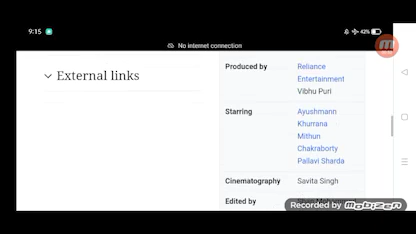 9:15
42%
No internet connection
External links
Produced by
Reliance
Entertainment
Vibhu Puri
Starring
Ayushmann
Khurrana
Mithun
Chakraborty
Pallavi Sharda
Cinematography
Savita Singh
Edited by
Recorded by mobizen